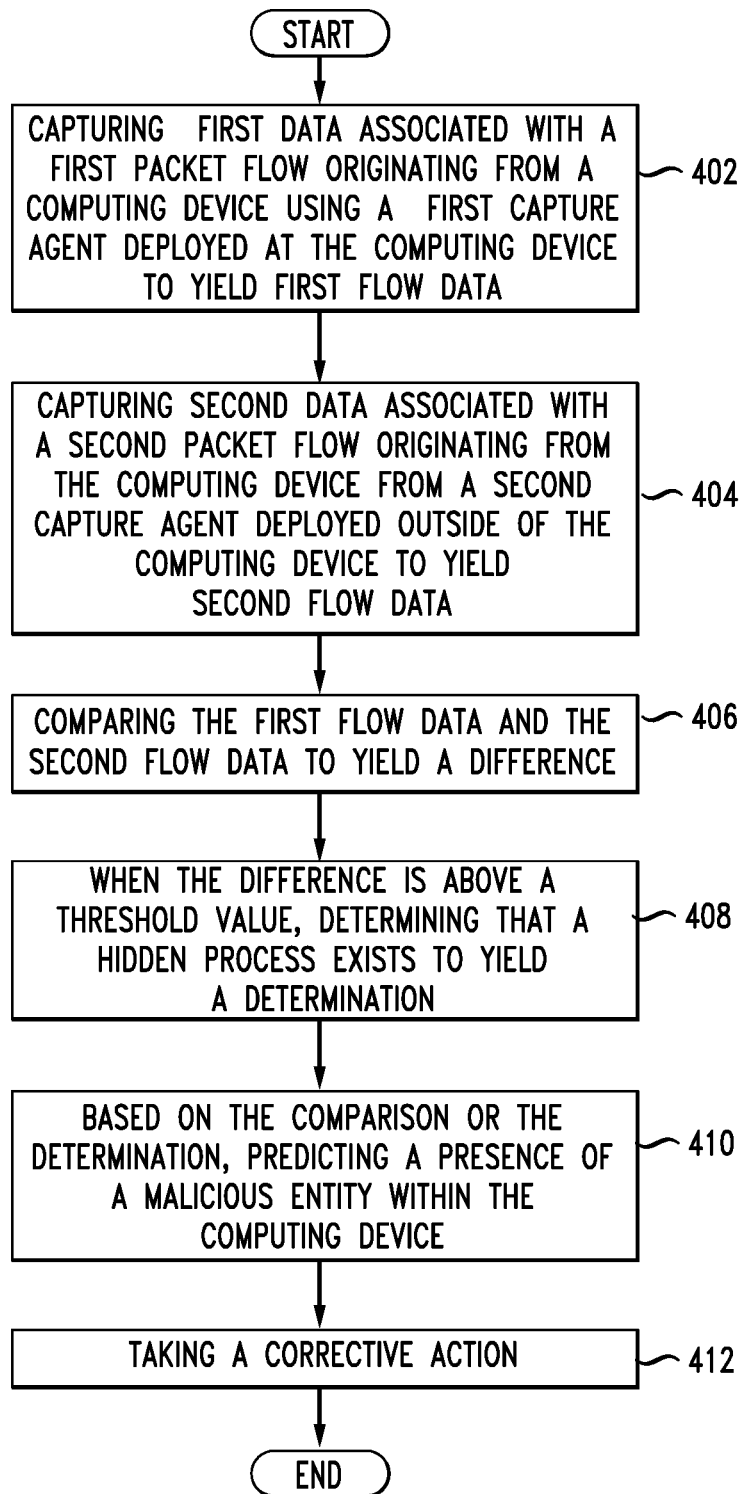 START
CAPTURING FIRST DATA ASSOCIATED WITH A
FIRST PACKET FLOW ORIGINATING FROM A
COMPUTING DEVICE USING A FIRST CAPTURE
AGENT DEPLOYED AT THE COMPUTING DEVICE
TO YIELD FIRST FLOW DATA
402
CAPTURING SECOND DATA ASSOCIATED WITH
A SECOND PACKET FLOW ORIGINATING FROM
THE COMPUTING DEVICE FROM A SECOND
CAPTURE AGENT DEPLOYED OUTSIDE OF THE
COMPUTING DEVICE TO YIELD
SECOND FLOW DATA
404
COMPARING THE FIRST FLOW DATA AND THE
SECOND FLOW DATA TO YIELD A DIFFERENCE
406
WHEN THE DIFFERENCE IS ABOVE A
THRESHOLD VALUE, DETERMINING THAT A
HIDDEN PROCESS EXISTS TO YIELD
A DETERMINATION
408
BASED ON THE COMPARISON OR THE
DETERMINATION, PREDICTING A PRESENCE OF
A MALICIOUS ENTITY WITHIN THE
COMPUTING DEVICE
410
TAKING A CORRECTIVE ACTION
412
END